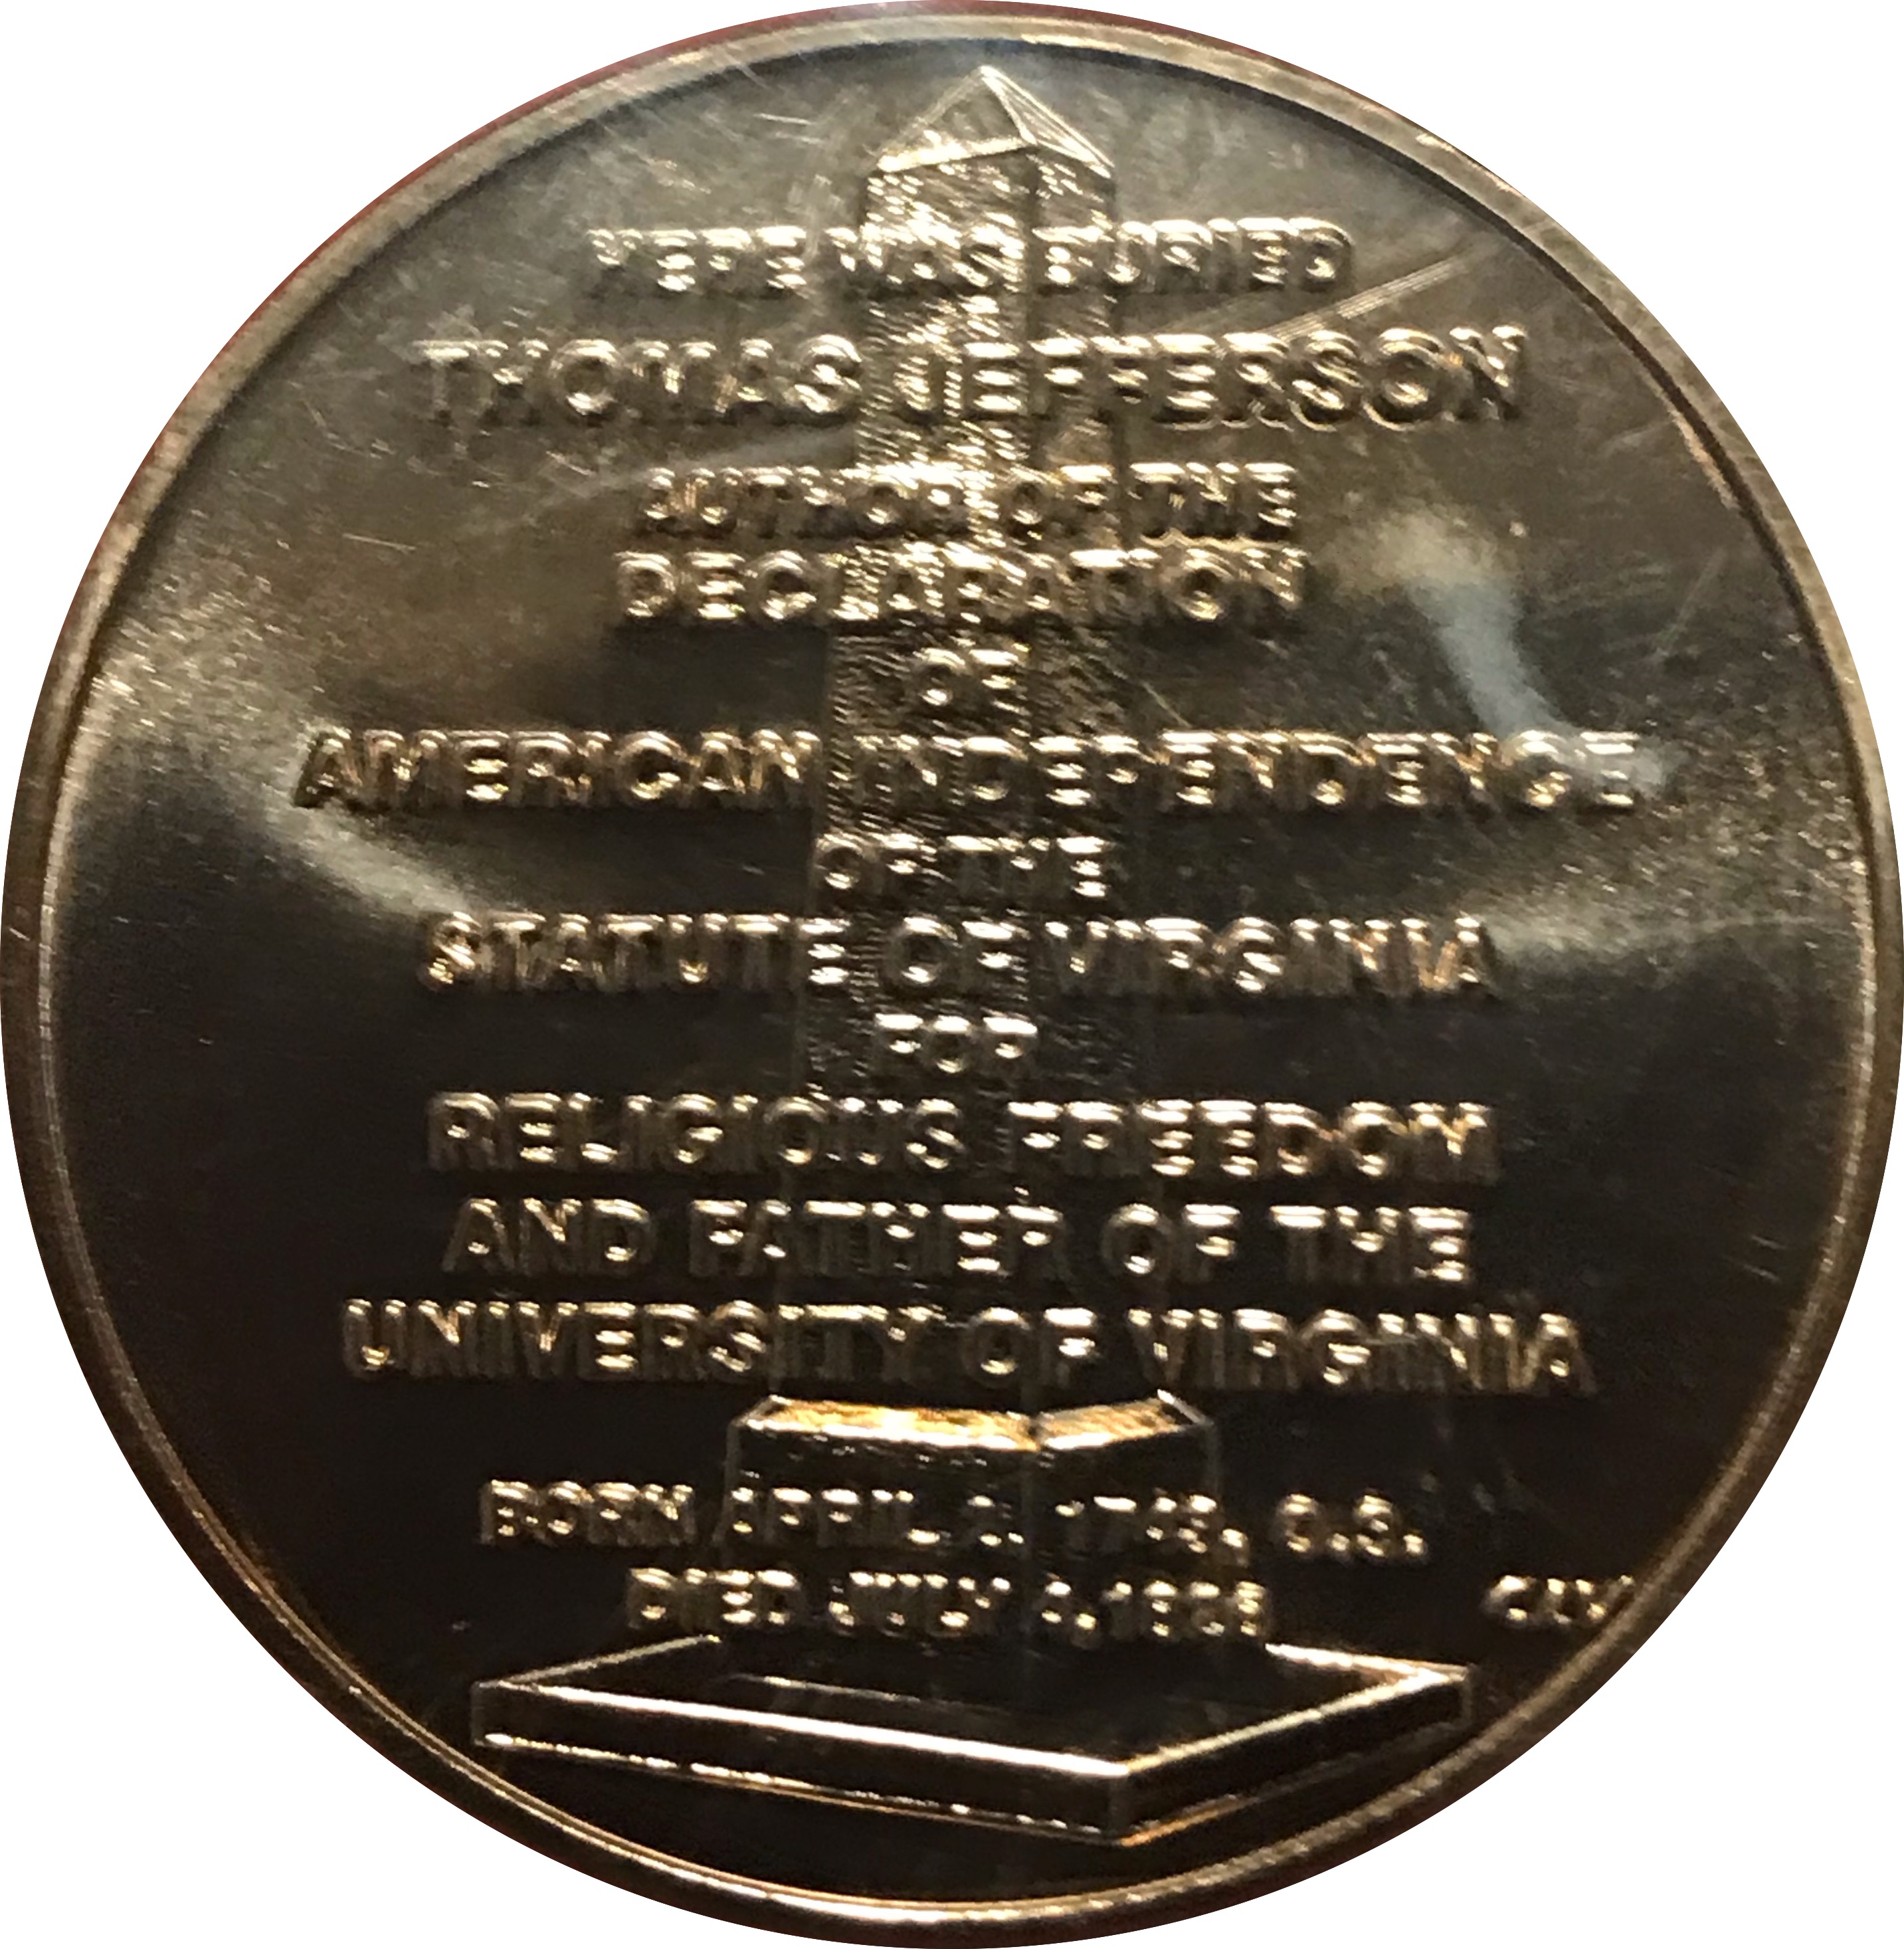 HERE WAS BURIED
THOMAS JEFFERSON
AUTHOR OF THE
DECLARATION
OF
AMERICAN INDEPENDENCE
OF THE
STATUTE OF VIRGINIA
FOR
RELIGIOUS FREEDOM
AND FATHER OF THE
UNIVERSITY OF VIRGINIA
BORN APRIL 2, 1743, O.S.
DIED JULY 4, 1826